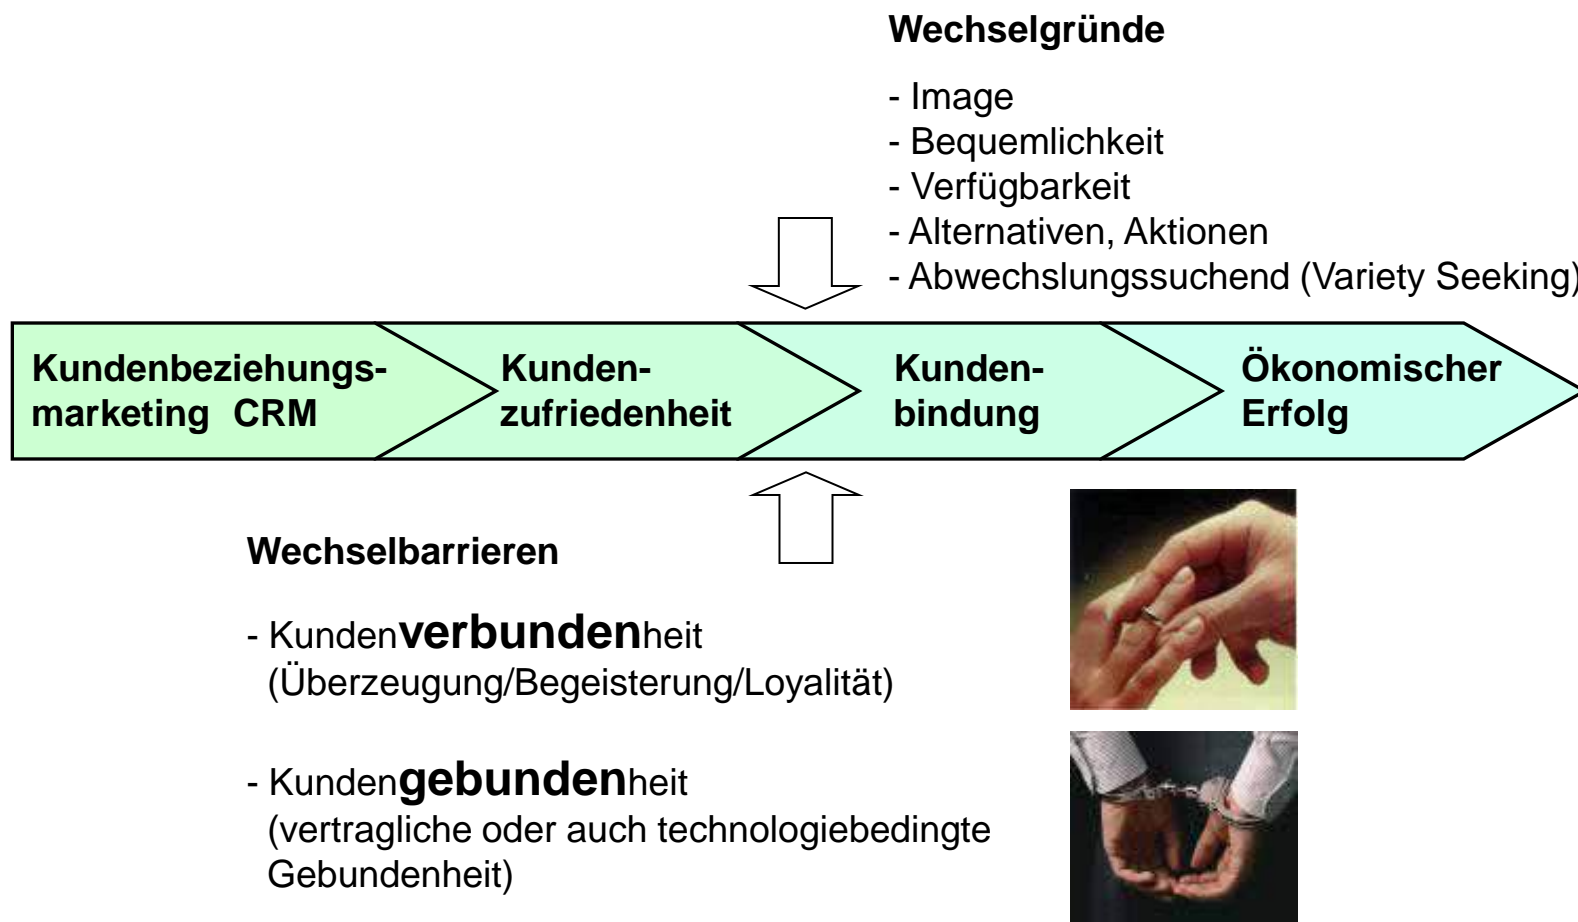 Wechselgründe
- Image
- Bequemlichkeit
- Verfügbarkeit
- Alternativen, Aktionen
- Abwechslungssuchend (Variety Seeking)
Kundenbeziehungs-
marketing CRM
Kunden-
zufriedenheit
Kunden-
bindung
Ökonomischer
Erfolg
Wechselbarrieren
- Kundenverbundenheit
(Überzeugung/Begeisterung/Loyalität)
- Kundengebundenheit
(vertragliche oder auch technologiebedingte
Gebundenheit)